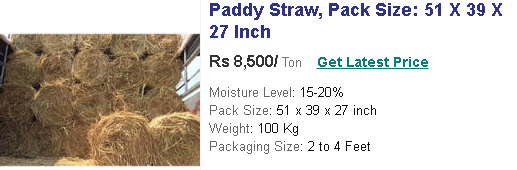 Paddy Straw, Pack Size: 51 X 39 X
27 Inch
Rs 8,500/ Ton Get Latest Price
Moisture Level: 15-20%
Pack Size: 51 x 39 x 27 inch
Weight: 100 Kg
Packaging Size: 2 to 4 Feet